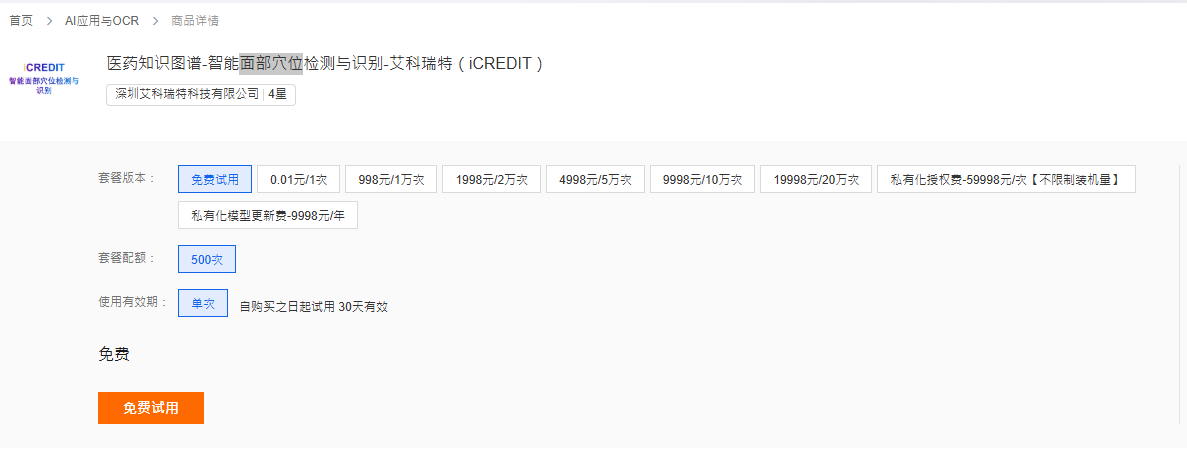 首页 > AI应用与OCR > 商品详情
iCREDIT
智能面部穴位检测与
识别
医药知识图谱-智能面部穴位检测与识别-艾科瑞特（iCREDIT）
深圳艾科瑞特科技有限公司 | 4星
套餐版本： 免费试用 0.01元/1次 998元/1万次 1998元/2万次 4998元/5万次 9998元/10万次 19998元/20万次 私有化授权费-59998元/次【不限制装机量】
私有化模型更新费-9998元/年
套餐配额： 500次
使用有效期： 单次 自购买之日起试用 30天有效
免费
免费试用